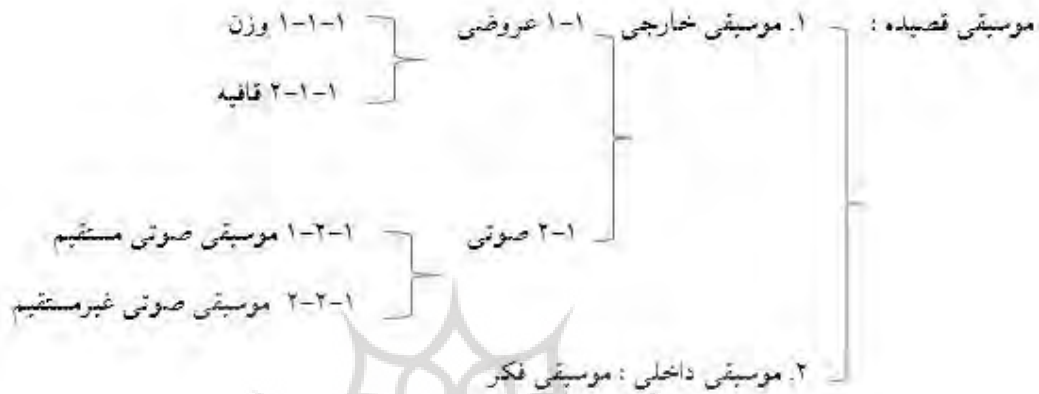 موسیقی قصیده : ۱. موسیقی خارجی ۱-۱ عروضی ۱-۱-۱ وزن
۱-۱-۲ قافیه
۱-۲ صوتی ۱-۲-۱ موسیقی صوتی مستقیم
۱-۲-۲ موسیقی صوتی غیرمستقیم
۲. موسیقی داخلی : موسیقی فکر